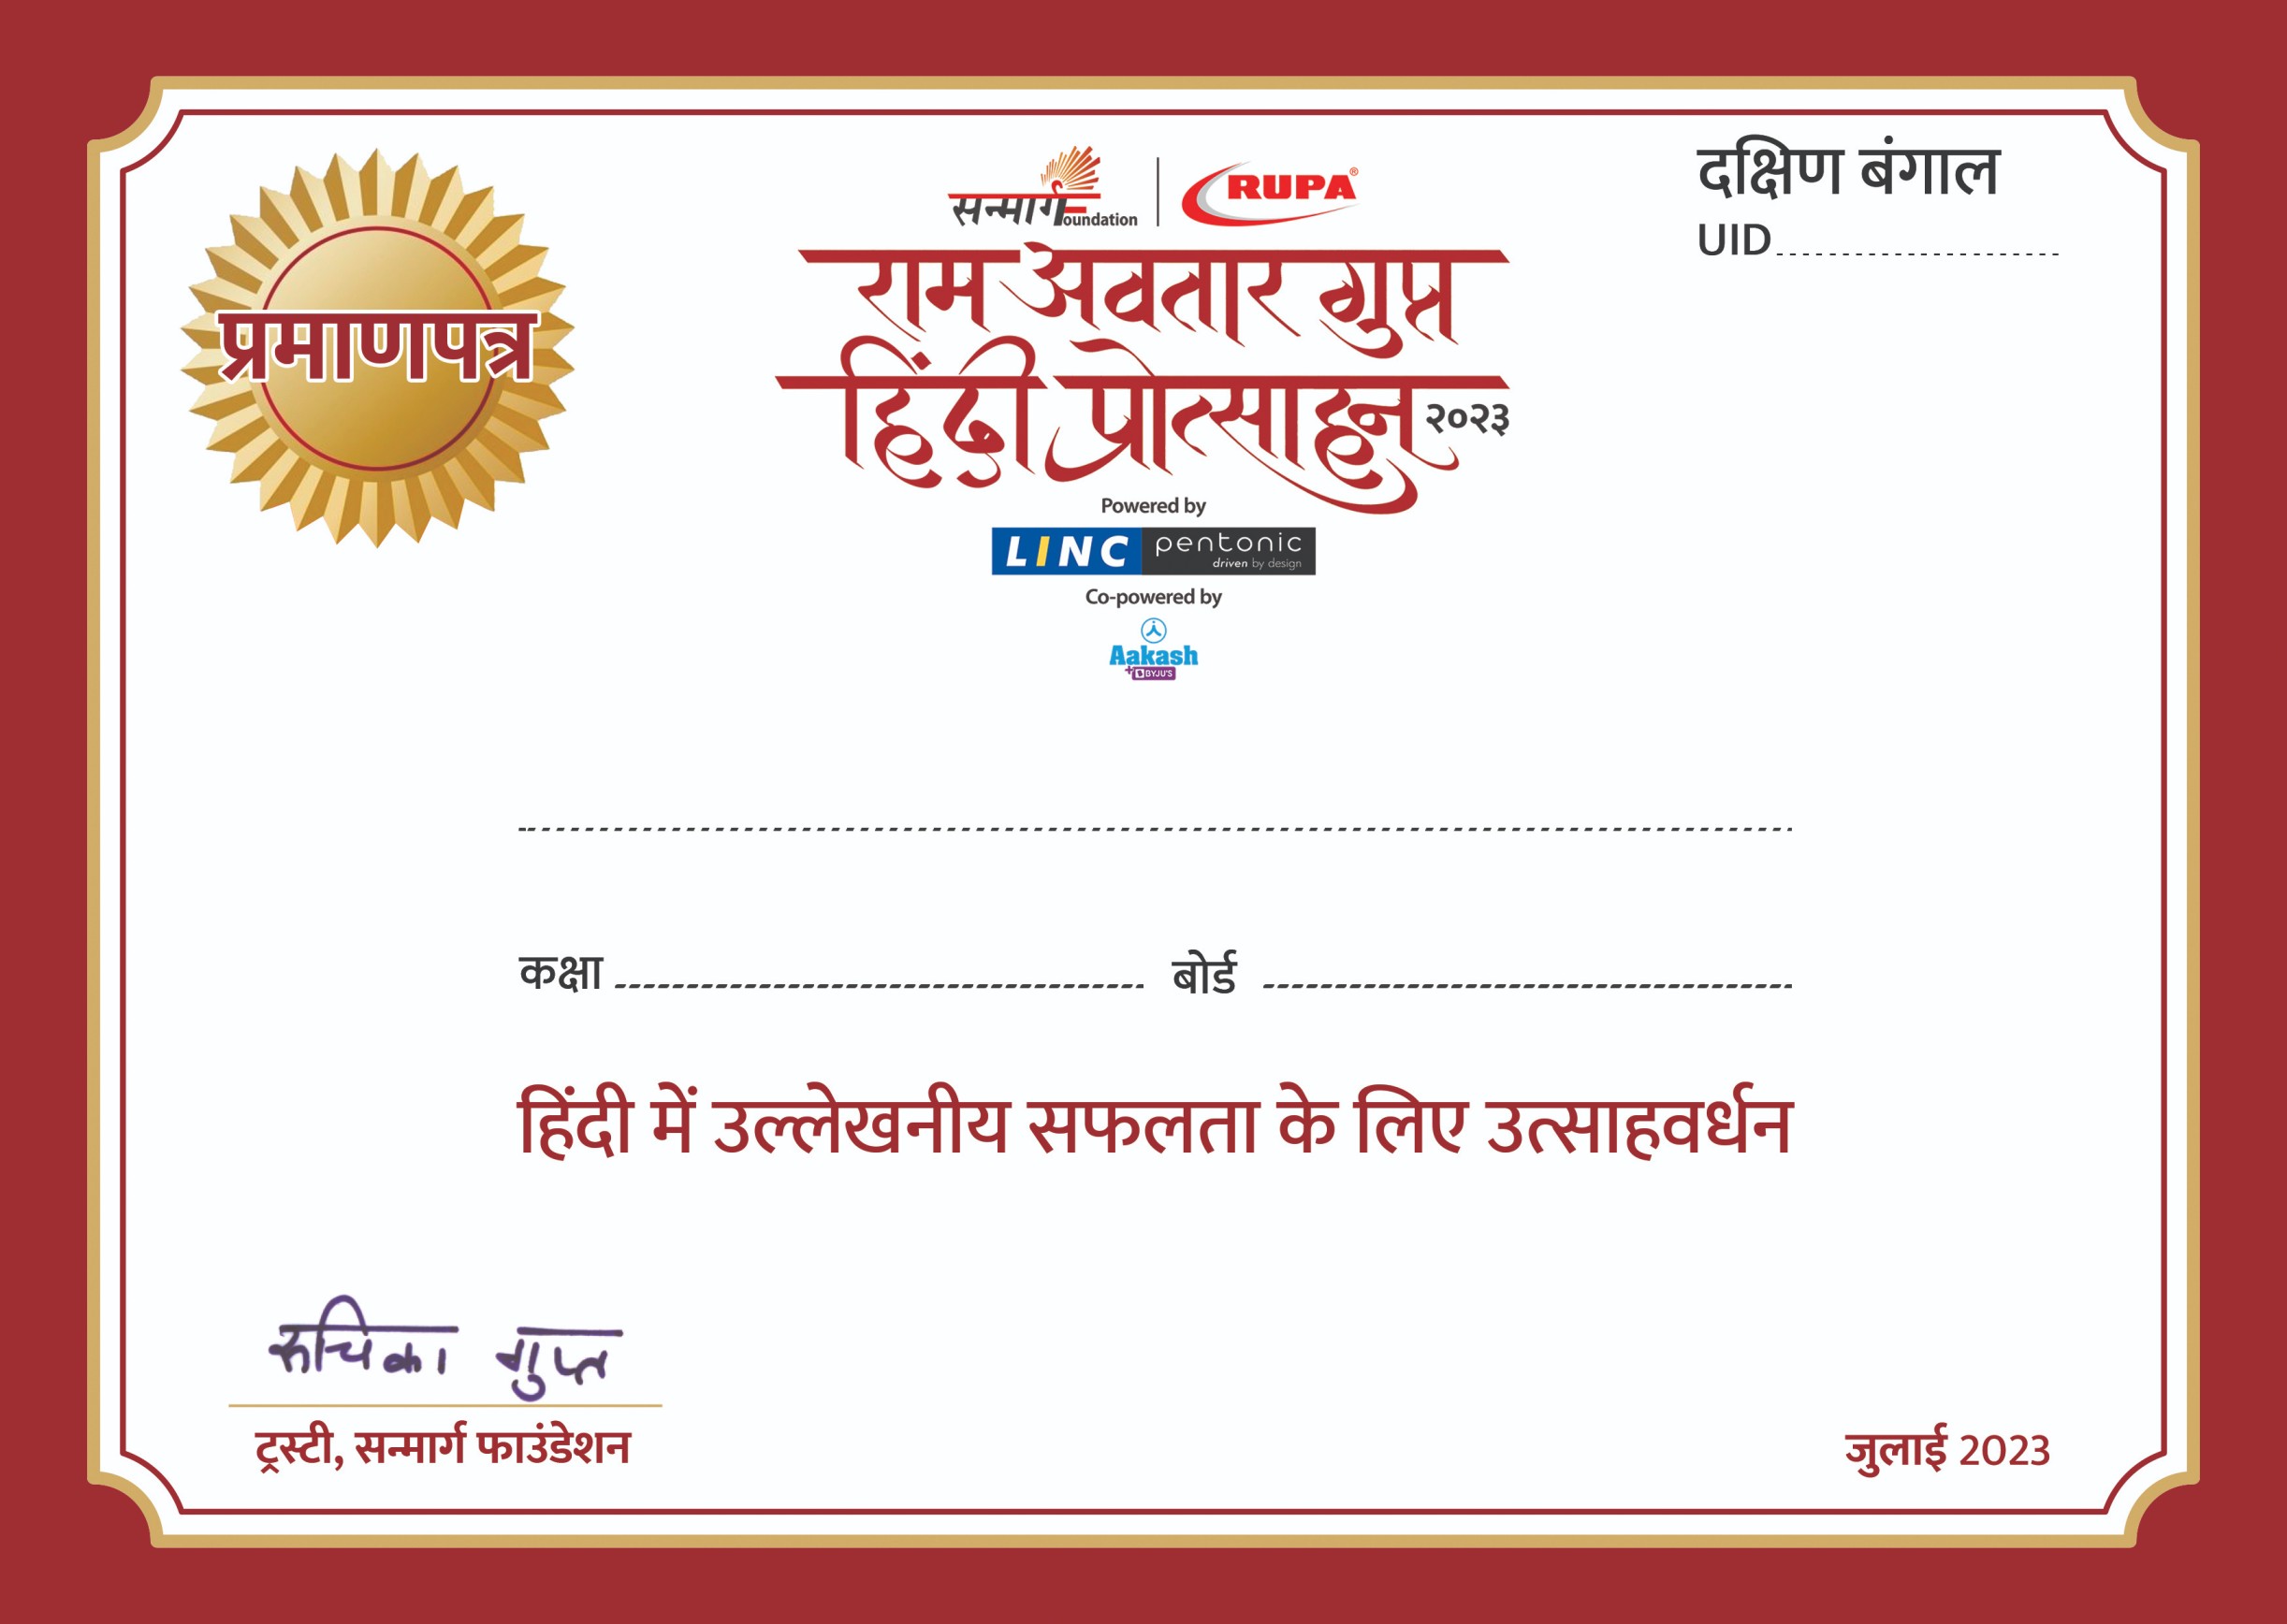 प्रमाणपत्र
सन्मार्ग Foundation
RUPA®
दक्षिण बंगाल
UID
राम अवतार गुप्त
हिंदी प्रोत्साहन २०२३
Powered by
LINC pentonic
driven by design
Co-powered by
Aakash
+BYJU'S
कक्षा बोर्ड
हिंदी में उल्लेखनीय सफलता के लिए उत्साहवर्धन
रुचिका गुप्त
ट्रस्टी, सन्मार्ग फाउंडेशन
जुलाई 2023